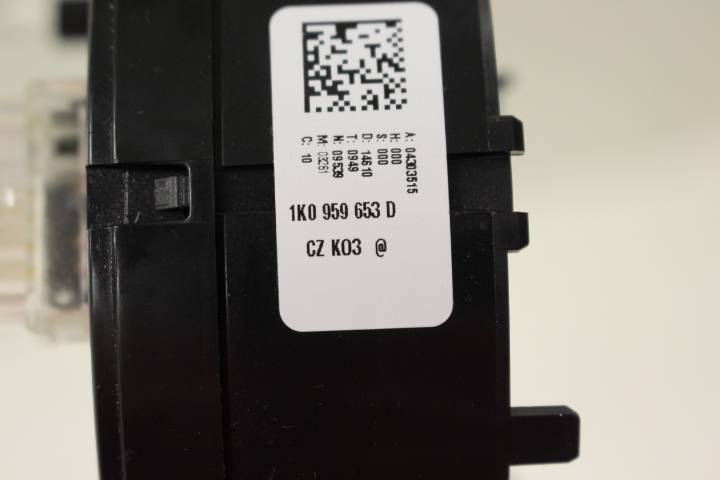 A: 04303515
H: 000
S: 000
D: 14610
T: 0949
N: 09539
M: 03261
C: 10
1K0 959 653 D
CZ K03 @